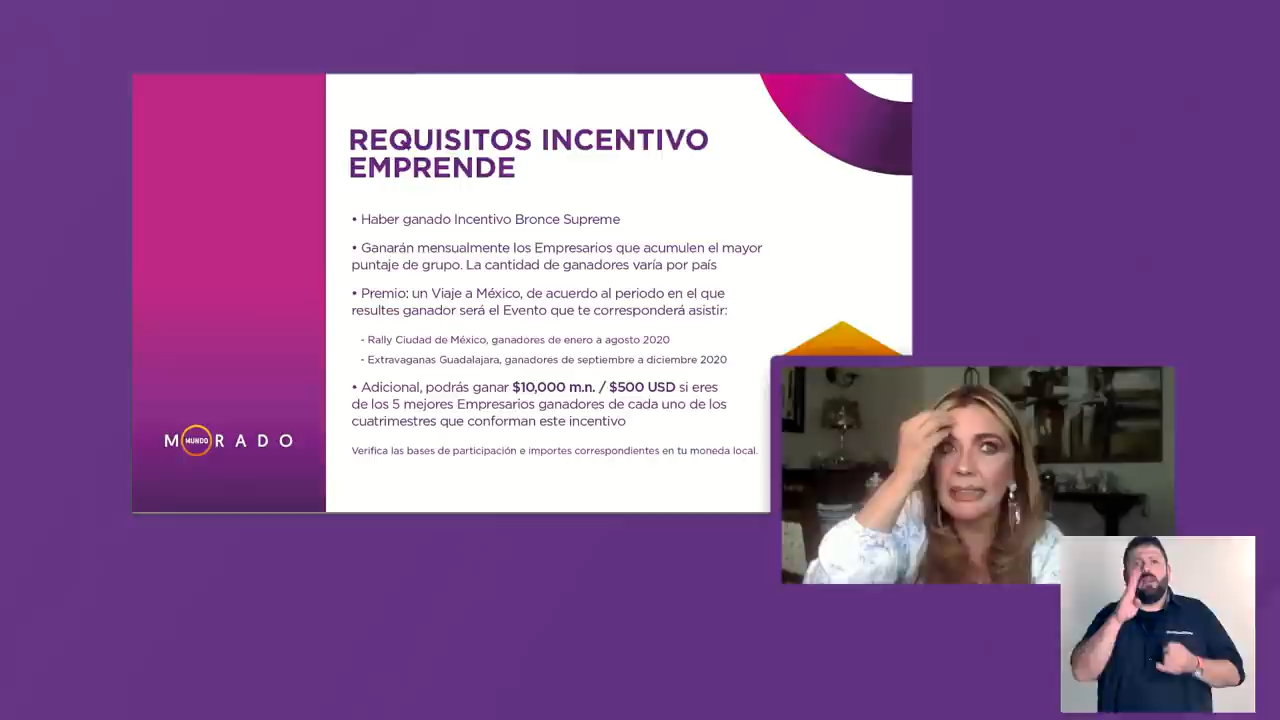 REQUISITOS INCENTIVO
EMPRENDE
• Haber ganado Incentivo Bronce Supreme
• Ganarán mensualmente los Empresarios que acumulen el mayor
puntaje de grupo. La cantidad de ganadores varía por país
• Premio: un Viaje a México, de acuerdo al periodo en el que
resultes ganador será el Evento que te corresponderá asistir:
- Rally Ciudad de México, ganadores de enero a agosto 2020
- Extravaganas Guadalajara, ganadores de septiembre a diciembre 2020
• Adicional, podrás ganar $10,000 m.n. / $500 USD si eres
de los 5 mejores Empresarios ganadores de cada uno de los
cuatrimestres que conforman este incentivo
Verifica las bases de participación e importes correspondientes en tu moneda local.
M MUNDO RADO